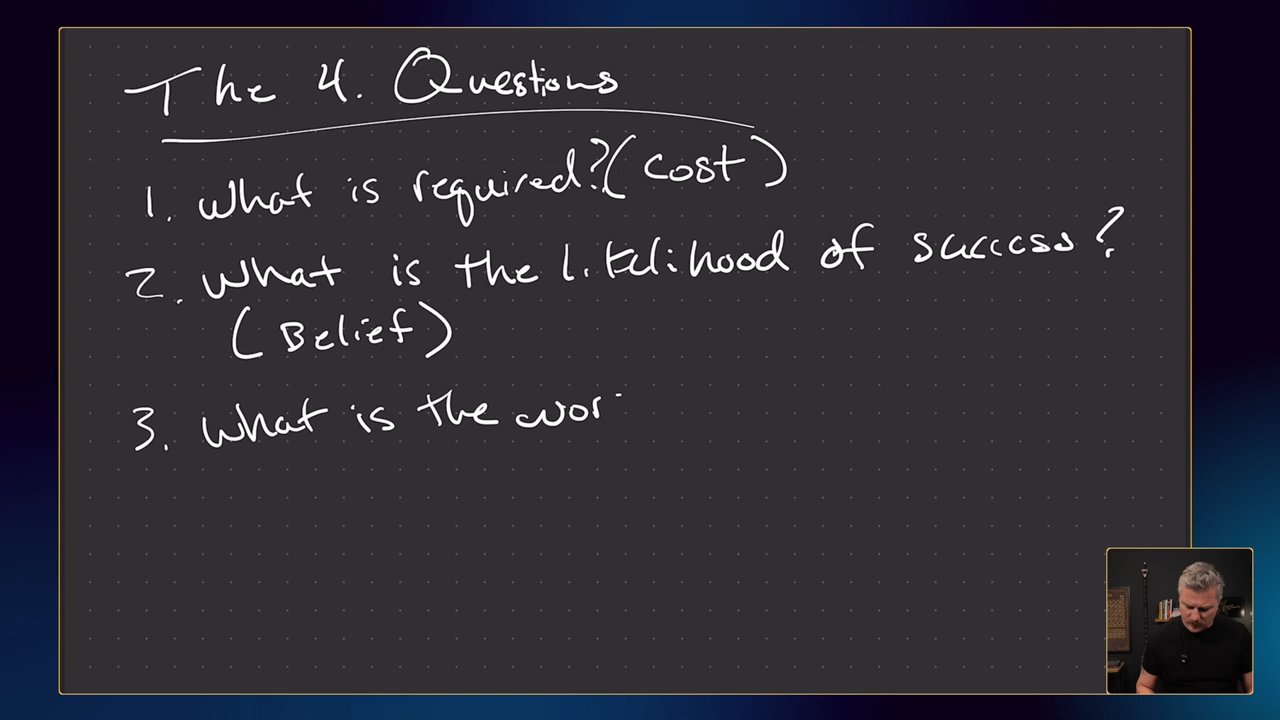 The 4. Questions
1. What is required? (cost)
2. What is the likelihood of success?
(Belief)
3. What is the wor